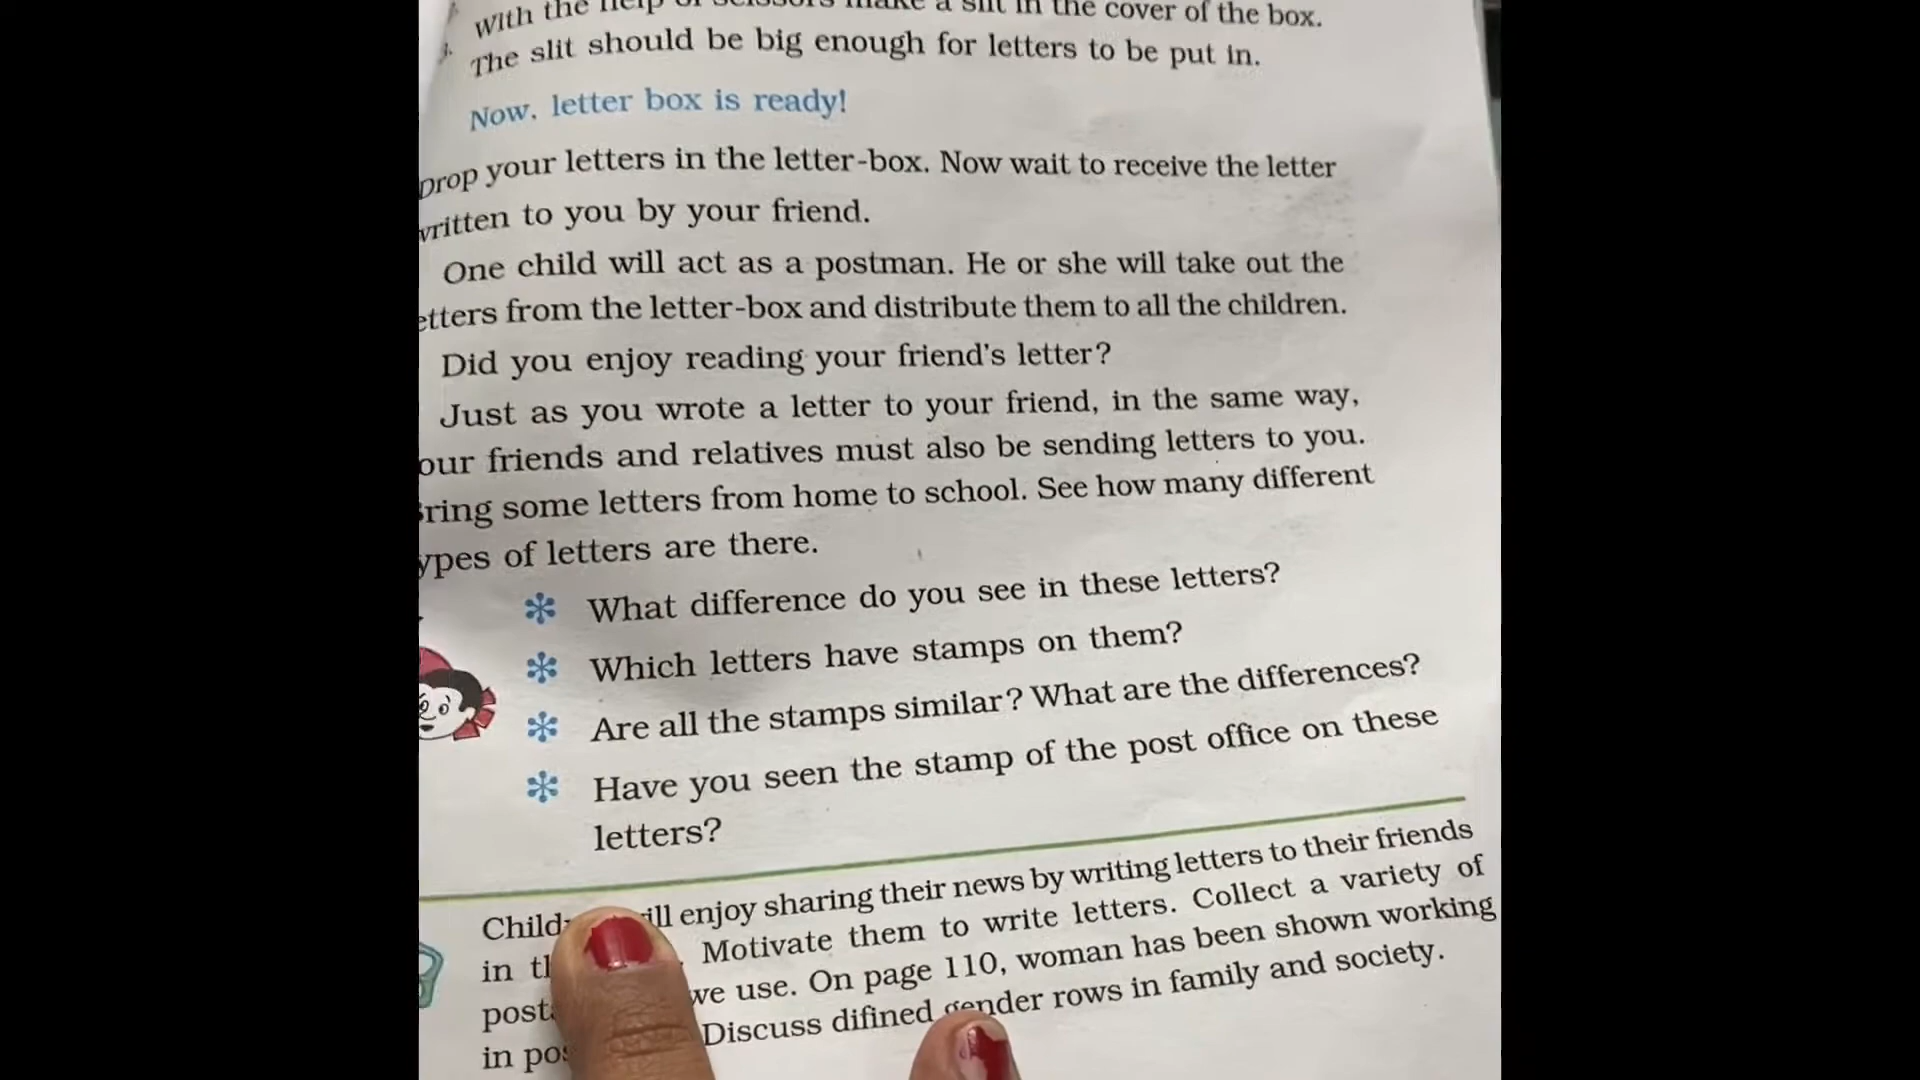 With the help of scissors make a slit in the cover of the box.
The slit should be big enough for letters to be put in.
Now. letter box is ready!
Drop your letters in the letter-box. Now wait to receive the letter
written to you by your friend.
One child will act as a postman. He or she will take out the
etters from the letter-box and distribute them to all the children.
Did you enjoy reading your friend's letter?
Just as you wrote a letter to your friend, in the same way,
our friends and relatives must also be sending letters to you.
ring some letters from home to school. See how many different
ypes of letters are there.
What difference do you see in these letters?
Which letters have stamps on them?
Are all the stamps similar? What are the differences?
Have you seen the stamp of the post office on these
letters?
Child ill enjoy sharing their news by writing letters to their friends
in Motivate them to write letters. Collect a variety of
post we use. On page 110, woman has been shown working
in Discuss difined gender rows in family and society.